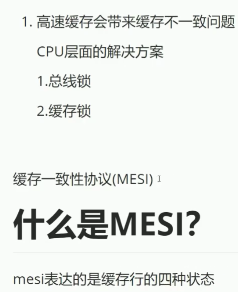 1. 高速缓存会带来缓存不一致问题
CPU层面的解决方案
1.总线锁
2.缓存锁
缓存一致性协议(MESI) 1
什么是MESI?
mesi表达的是缓存行的四种状态